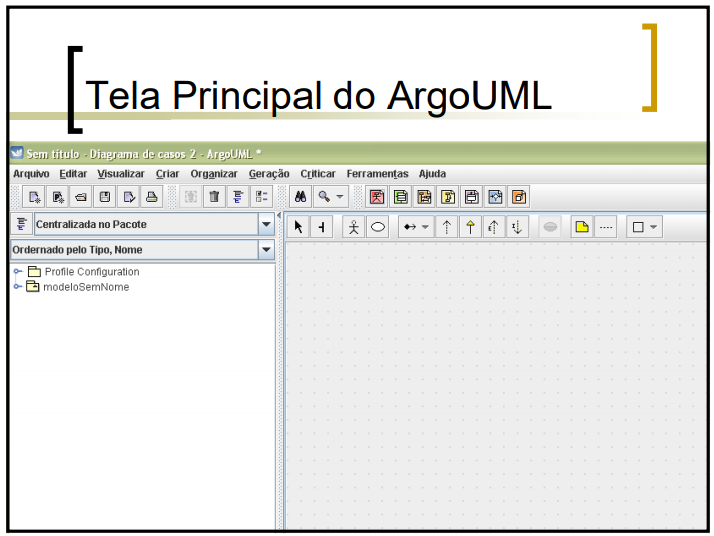 Tela Principal do ArgoUML
Sem título - Diagrama de casos 2 - ArgoUML *
Arquivo Editar Visualizar Criar Organizar Geração Criticar Ferramentas Ajuda
Centralizada no Pacote
Ordernado pelo Tipo, Nome
Profile Configuration
modeloSemNome